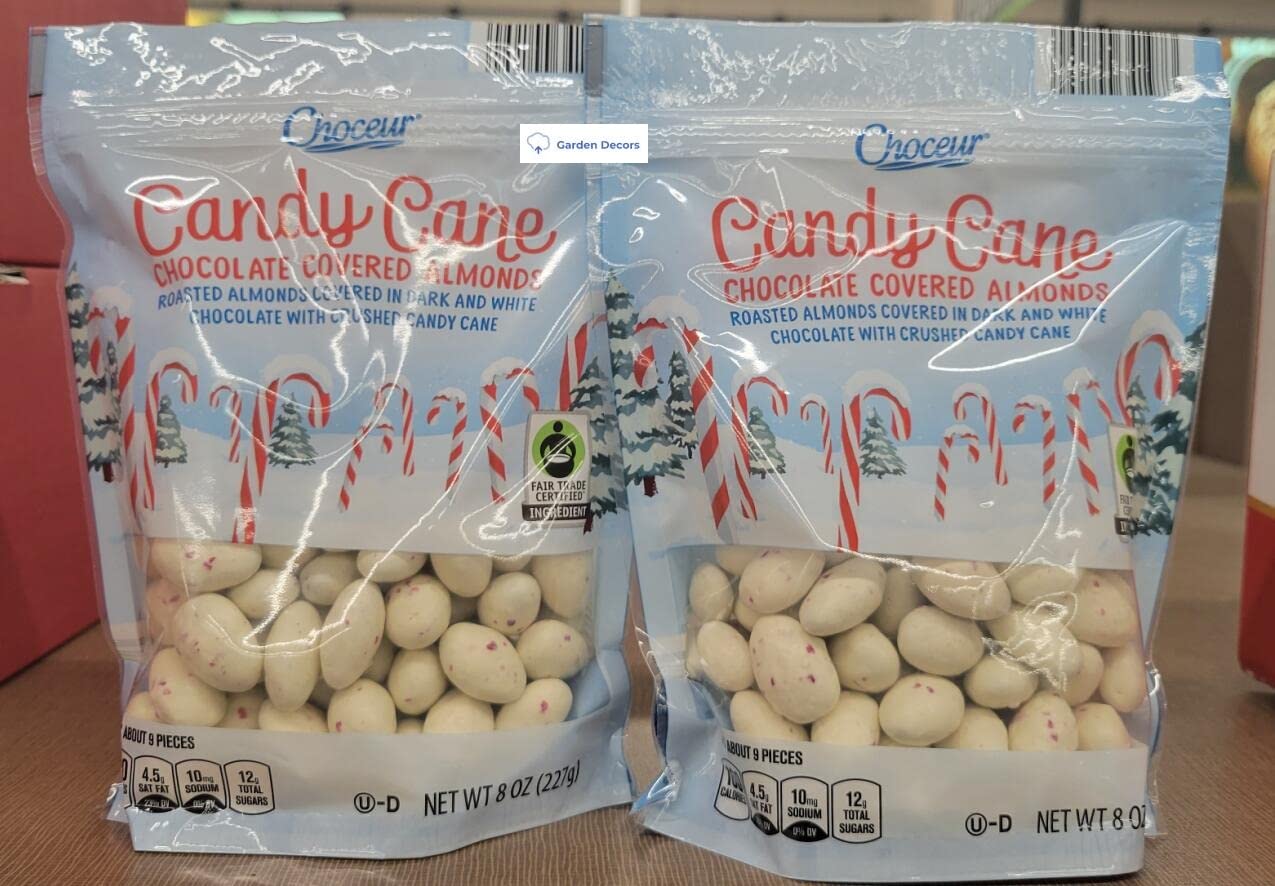 Choceur®
Candy Cane
CHOCOLATE COVERED ALMONDS
ROASTED ALMONDS COVERED IN DARK AND WHITE
CHOCOLATE WITH CRUSHED CANDY CANE
FAIR TRADE
CERTIFIED
INGREDIENT
ABOUT 9 PIECES
4.5g
SAT FAT
10mg
SODIUM
0% DV
12g
TOTAL
SUGARS
U-D
NET WT 8 OZ (227g)
Garden Decors
Choceur®
Candy Cane
CHOCOLATE COVERED ALMONDS
ROASTED ALMONDS COVERED IN DARK AND WHITE
CHOCOLATE WITH CRUSHED CANDY CANE
ABOUT 9 PIECES
4.5g
10mg
SODIUM
0% DV
12g
TOTAL
SUGARS
U-D
NET WT 8 OZ